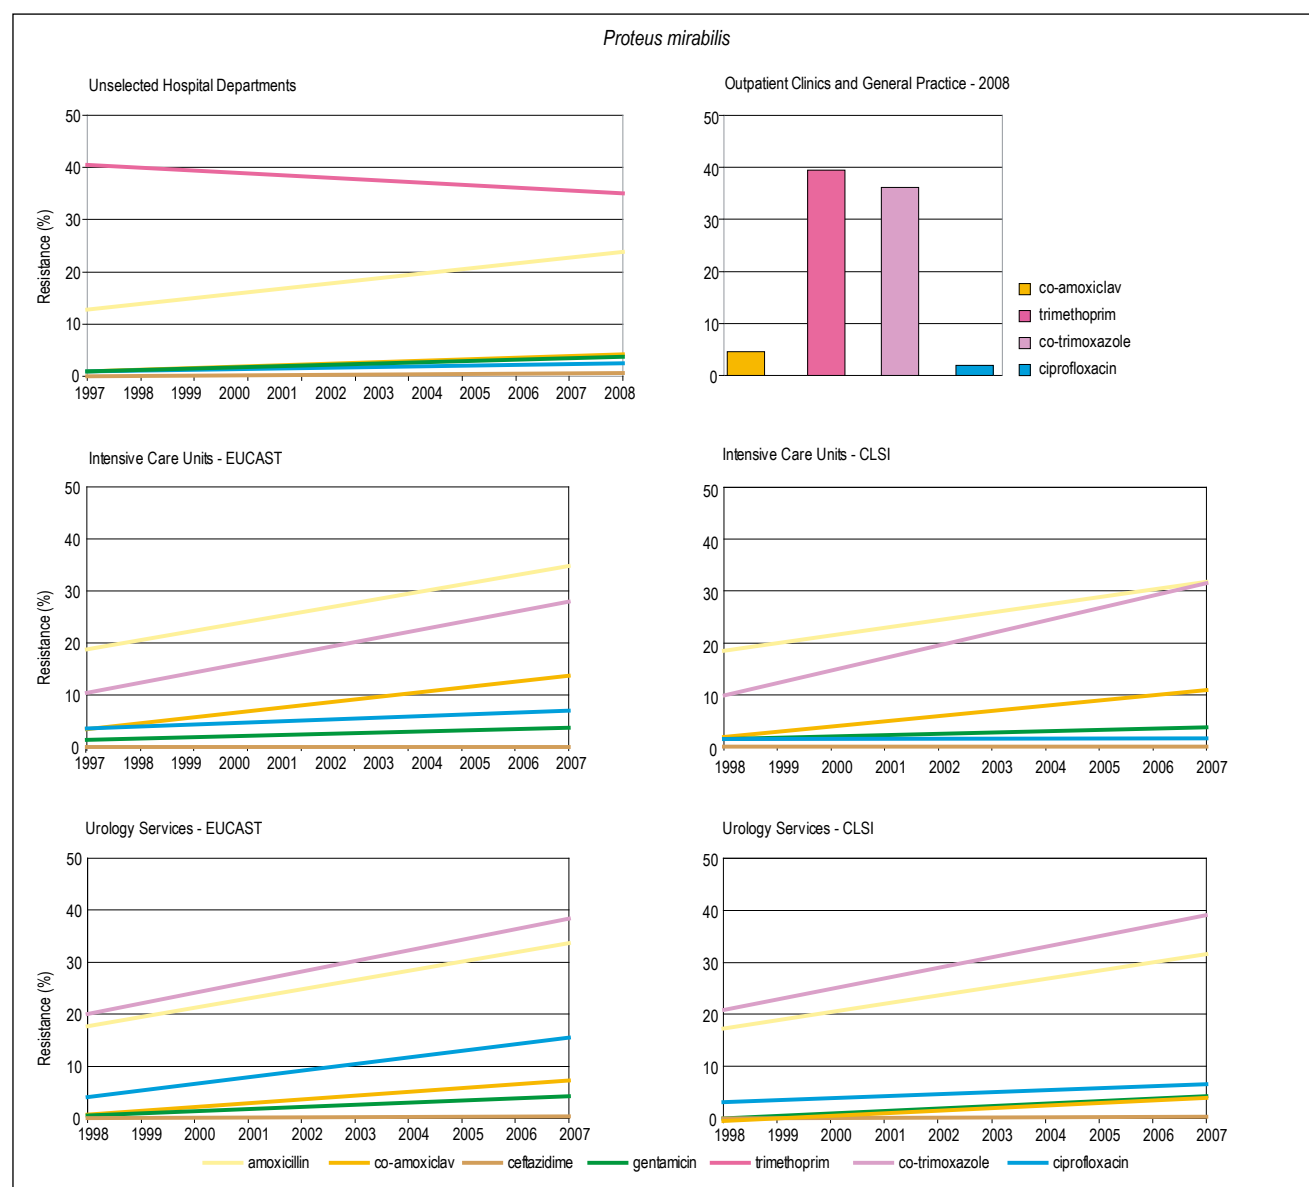 Proteus mirabilis
Unselected Hospital Departments
Resistance (%)
50
40
30
20
10
0
1997 1998 1999 2000 2001 2002 2003 2004 2005 2006 2007 2008
Outpatient Clinics and General Practice - 2008
50
40
30
20
10
0
co-amoxiclav
trimethoprim
co-trimoxazole
ciprofloxacin
Intensive Care Units - EUCAST
Resistance (%)
50
40
30
20
10
0
1997 1998 1999 2000 2001 2002 2003 2004 2005 2006 2007
Intensive Care Units - CLSI
50
40
30
20
10
0
1998 1999 2000 2001 2002 2003 2004 2005 2006 2007
Urology Services - EUCAST
Resistance (%)
50
40
30
20
10
0
1998 1999 2000 2001 2002 2003 2004 2005 2006 2007
Urology Services - CLSI
50
40
30
20
10
0
1998 1999 2000 2001 2002 2003 2004 2005 2006 2007
amoxicillin co-amoxiclav ceftazidime gentamicin trimethoprim co-trimoxazole ciprofloxacin